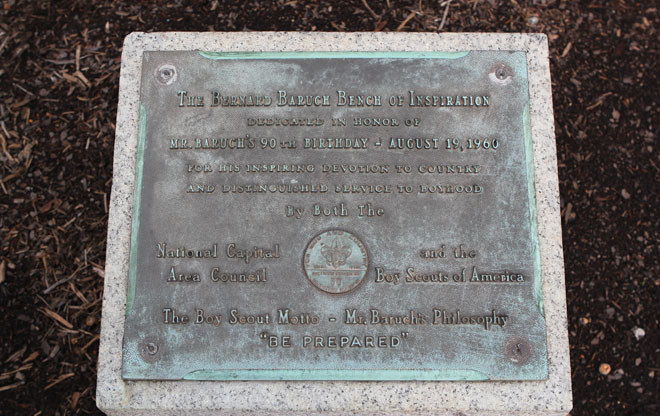 The Bernard Baruch Bench of Inspiration
DEDICATED IN HONOR OF
MR. BARUCH'S 90TH BIRTHDAY - AUGUST 19, 1960
FOR HIS INSPIRING DEVOTION TO COUNTRY
AND DISTINGUISHED SERVICE TO BOYHOOD
By Both The
National Capital and the
Area Council Boy Scouts of America
The Boy Scout Motto - Mr. Baruch's Philosophy
"BE PREPARED"